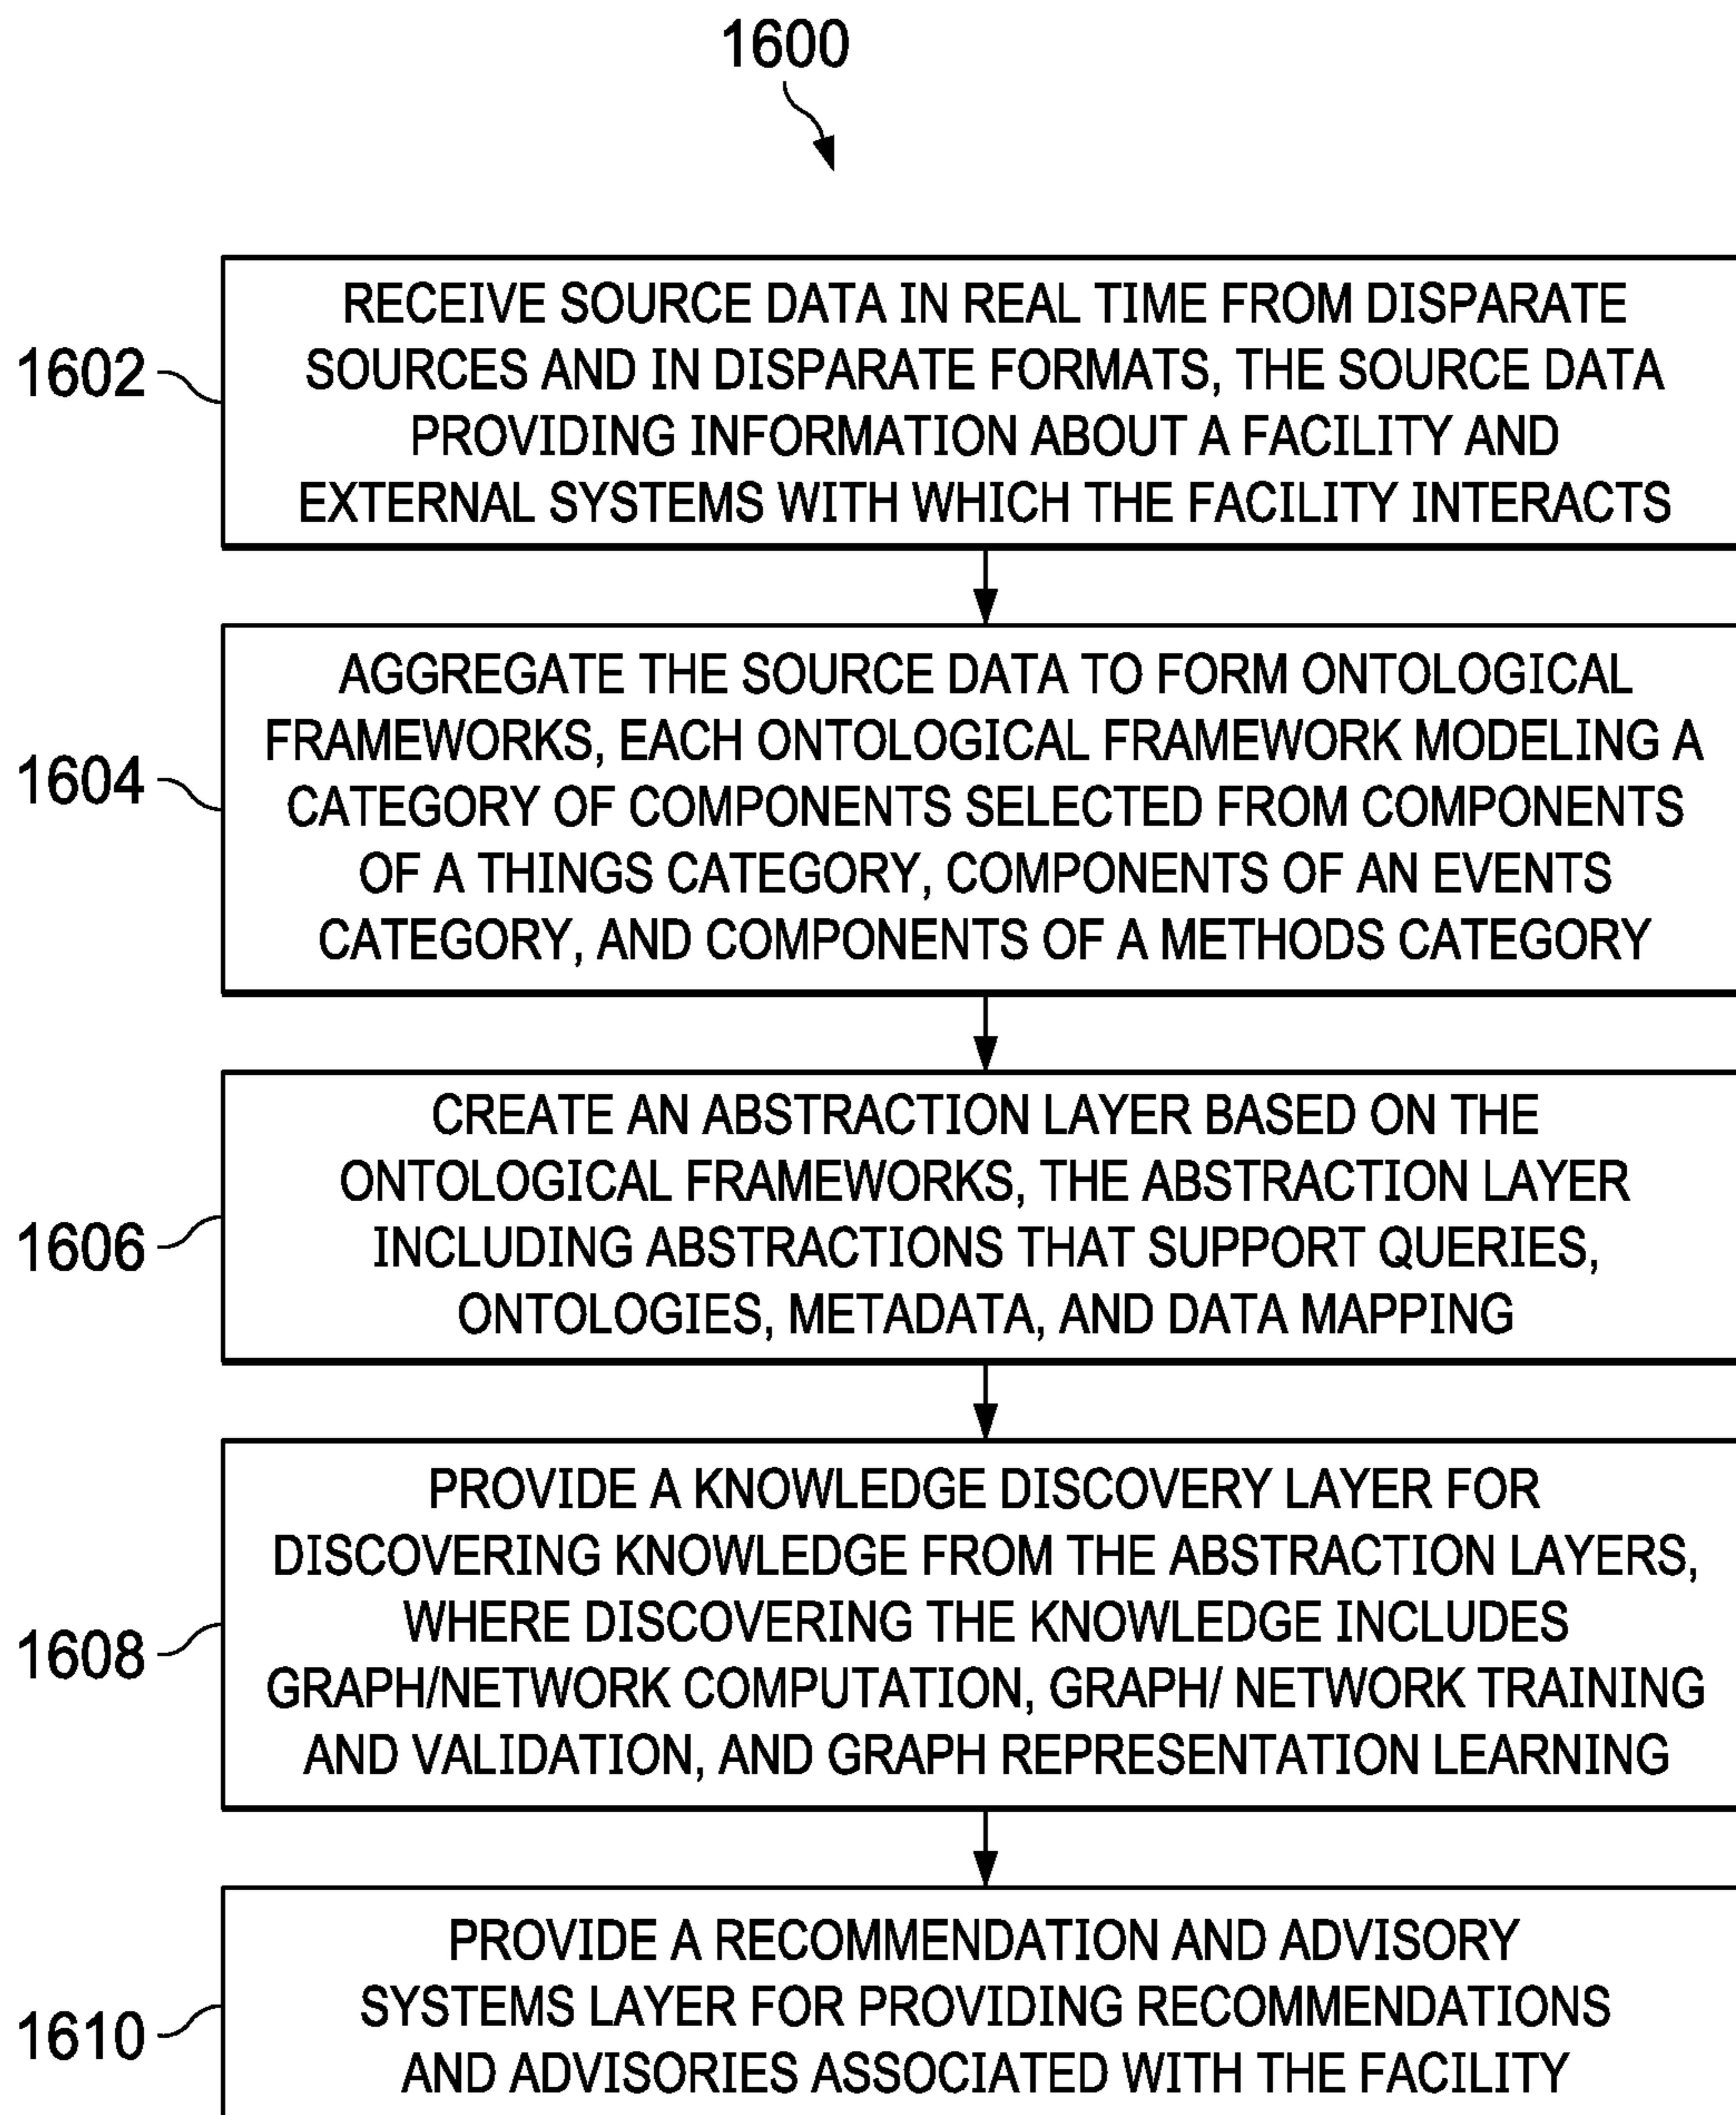 1600
1602
RECEIVE SOURCE DATA IN REAL TIME FROM DISPARATE
SOURCES AND IN DISPARATE FORMATS, THE SOURCE DATA
PROVIDING INFORMATION ABOUT A FACILITY AND
EXTERNAL SYSTEMS WITH WHICH THE FACILITY INTERACTS
1604
AGGREGATE THE SOURCE DATA TO FORM ONTOLOGICAL
FRAMEWORKS, EACH ONTOLOGICAL FRAMEWORK MODELING A
CATEGORY OF COMPONENTS SELECTED FROM COMPONENTS
OF A THINGS CATEGORY, COMPONENTS OF AN EVENTS
CATEGORY, AND COMPONENTS OF A METHODS CATEGORY
1606
CREATE AN ABSTRACTION LAYER BASED ON THE
ONTOLOGICAL FRAMEWORKS, THE ABSTRACTION LAYER
INCLUDING ABSTRACTIONS THAT SUPPORT QUERIES,
ONTOLOGIES, METADATA, AND DATA MAPPING
1608
PROVIDE A KNOWLEDGE DISCOVERY LAYER FOR
DISCOVERING KNOWLEDGE FROM THE ABSTRACTION LAYERS,
WHERE DISCOVERING THE KNOWLEDGE INCLUDES
GRAPH/NETWORK COMPUTATION, GRAPH/ NETWORK TRAINING
AND VALIDATION, AND GRAPH REPRESENTATION LEARNING
1610
PROVIDE A RECOMMENDATION AND ADVISORY
SYSTEMS LAYER FOR PROVIDING RECOMMENDATIONS
AND ADVISORIES ASSOCIATED WITH THE FACILITY